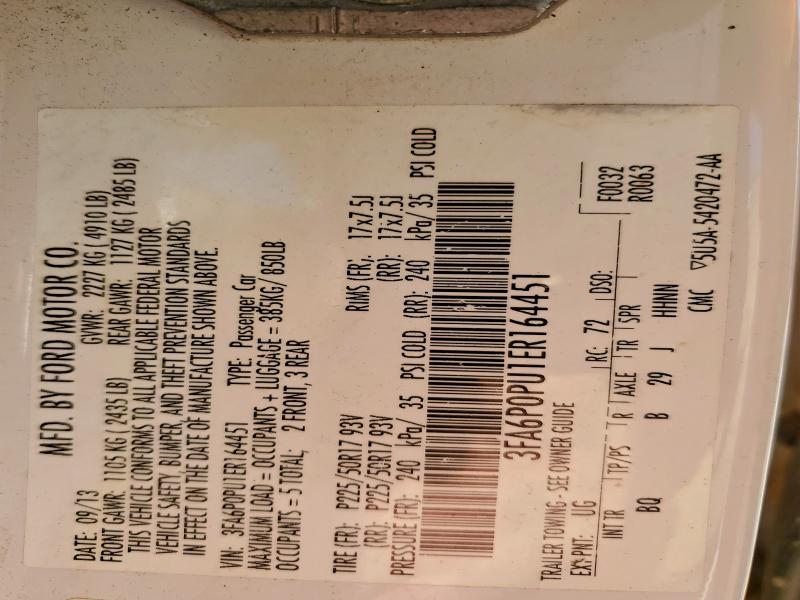 MFD. BY FORD MOTOR CO.
DATE: 09/13 GVWR: 2227 KG ( 4910 LB)
FRONT GAWR: 1105 KG ( 2435 LB) REAR GAWR: 1127 KG ( 2485 LB)
THIS VEHICLE CONFORMS TO ALL APPLICABLE FEDERAL MOTOR
VEHICLE SAFETY, BUMPER, AND THEFT PREVENTION STANDARDS
IN EFFECT ON THE DATE OF MANUFACTURE SHOWN ABOVE.
VIN: 3FA6P0PU1ER164451 TYPE: Passenger Car
MAXIMUM LOAD = OCCUPANTS + LUGGAGE = 385KG/ 850LB
OCCUPANTS = 5 TOTAL; 2 FRONT, 3 REAR
TIRE (FR): P225/50R17 93V RIMS (FR): 17x7.5J
(RR): P225/50R17 93V (RR): 17x7.5J
PRESSURE (FR): 240 kPa/ 35 PSI COLD (RR): 240 kPa/ 35 PSI COLD
3FA6P0PU1ER164451
TRAILER TOWING - SEE OWNER GUIDE
EXT PNT: UG RC: 72 DSO: F0032
R0063
INT TR TP/PS R AXLE TR SPR
BQ B 29 J HHNN
CMC ▽5U5A-5420472-AA